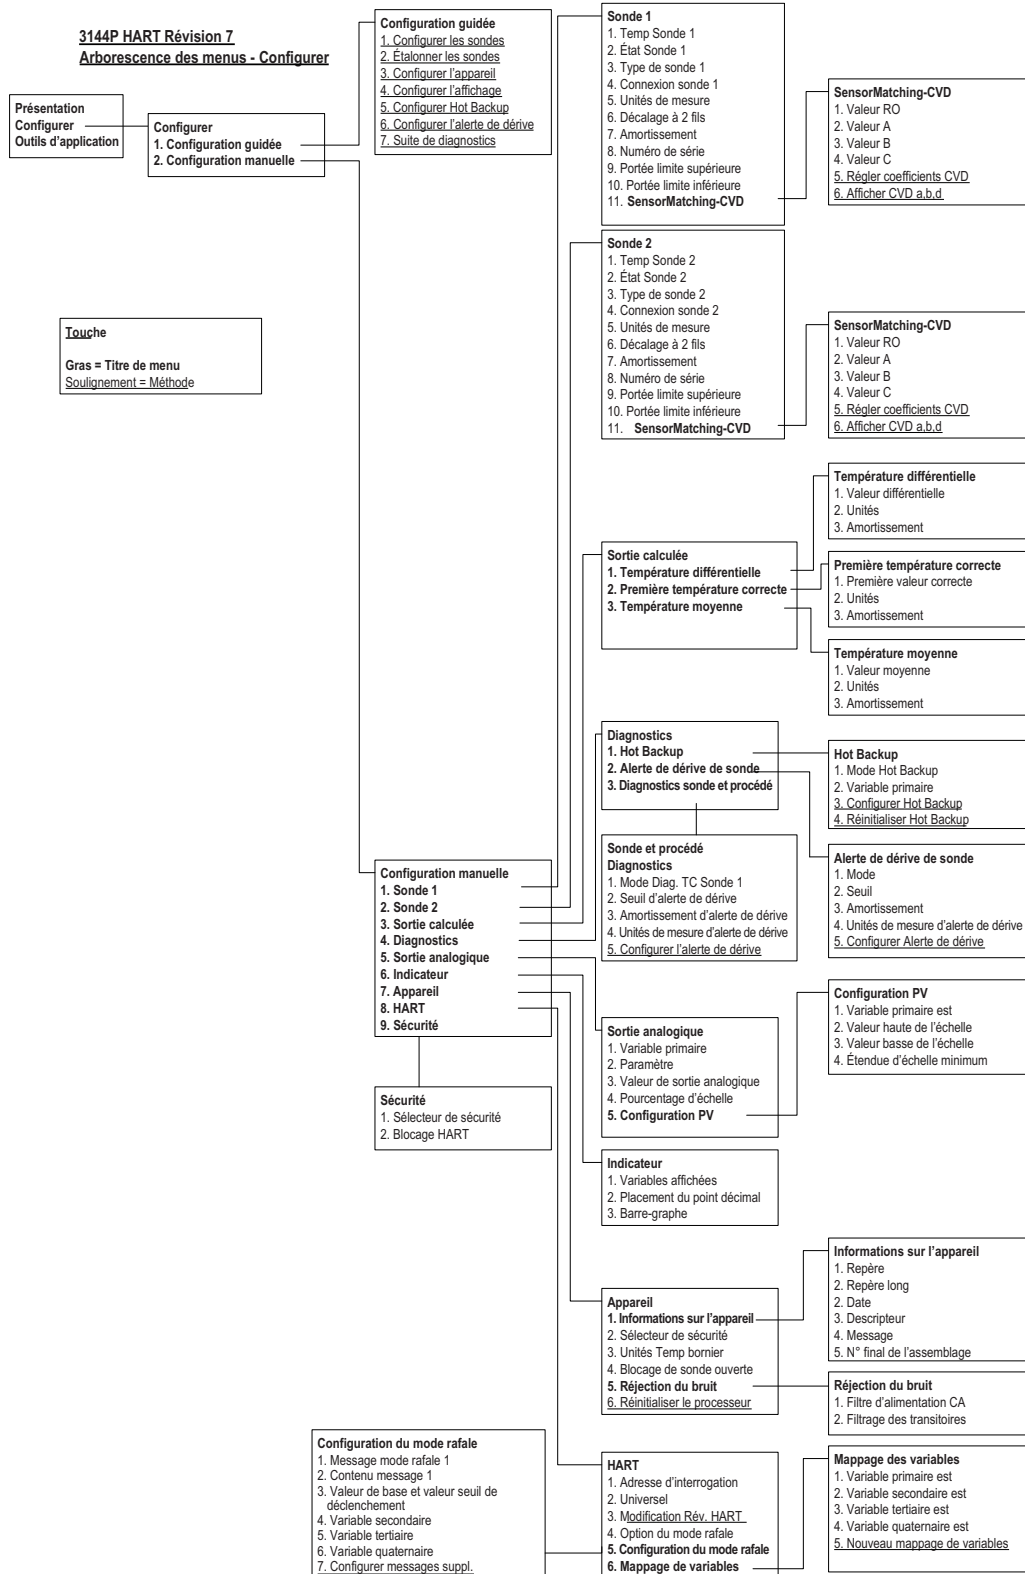 3144P HART Révision 7
Arborescence des menus - Configurer
Présentation
Configurer
Outils d'application
Configurer
1. Configuration guidée
2. Configuration manuelle
Configuration guidée
1. Configurer les sondes
2. Étalonner les sondes
3. Configurer l'appareil
4. Configurer l'affichage
5. Configurer Hot Backup
6. Configurer l'alerte de dérive
7. Suite de diagnostics
Sonde 1
1. Temp Sonde 1
2. État Sonde 1
3. Type de sonde 1
4. Connexion sonde 1
5. Unités de mesure
6. Décalage à 2 fils
7. Amortissement
8. Numéro de série
9. Portée limite supérieure
10. Portée limite inférieure
11. SensorMatching-CVD
SensorMatching-CVD
1. Valeur RO
2. Valeur A
3. Valeur B
4. Valeur C
5. Régler coefficients CVD
6. Afficher CVD a,b,d
Touche
Gras = Titre de menu
Soulignement = Méthode
Sonde 2
1. Temp Sonde 2
2. État Sonde 2
3. Type de sonde 2
4. Connexion sonde 2
5. Unités de mesure
6. Décalage à 2 fils
7. Amortissement
8. Numéro de série
9. Portée limite supérieure
10. Portée limite inférieure
11. SensorMatching-CVD
SensorMatching-CVD
1. Valeur RO
2. Valeur A
3. Valeur B
4. Valeur C
5. Régler coefficients CVD
6. Afficher CVD a,b,d
Sortie calculée
1. Température différentielle
2. Première température correcte
3. Température moyenne
Température différentielle
1. Valeur différentielle
2. Unités
3. Amortissement
Première température correcte
1. Première valeur correcte
2. Unités
3. Amortissement
Température moyenne
1. Valeur moyenne
2. Unités
3. Amortissement
Diagnostics
1. Hot Backup
2. Alerte de dérive de sonde
3. Diagnostics sonde et procédé
Hot Backup
1. Mode Hot Backup
2. Variable primaire
3. Configurer Hot Backup
4. Réinitialiser Hot Backup
Sonde et procédé
Diagnostics
1. Mode Diag. TC Sonde 1
2. Seuil d'alerte de dérive
3. Amortissement d'alerte de dérive
4. Unités de mesure d'alerte de dérive
5. Configurer l'alerte de dérive
Alerte de dérive de sonde
1. Mode
2. Seuil
3. Amortissement
4. Unités de mesure d'alerte de dérive
5. Configurer Alerte de dérive
Configuration manuelle
1. Sonde 1
2. Sonde 2
3. Sortie calculée
4. Diagnostics
5. Sortie analogique
6. Indicateur
7. Appareil
8. HART
9. Sécurité
Sécurité
1. Sélecteur de sécurité
2. Blocage HART
Sortie analogique
1. Variable primaire
2. Paramètre
3. Valeur de sortie analogique
4. Pourcentage d'échelle
5. Configuration PV
Configuration PV
1. Variable primaire est
2. Valeur haute de l'échelle
3. Valeur basse de l'échelle
4. Étendue d'échelle minimum
Indicateur
1. Variables affichées
2. Placement du point décimal
3. Barre-graphe
Appareil
1. Informations sur l'appareil
2. Sélecteur de sécurité
3. Unités Temp bornier
4. Blocage de sonde ouverte
5. Réjection du bruit
6. Réinitialiser le processeur
Informations sur l'appareil
1. Repère
2. Repère long
2. Date
3. Descripteur
4. Message
5. N° final de l'assemblage
Réjection du bruit
1. Filtre d'alimentation CA
2. Filtrage des transitoires
Configuration du mode rafale
1. Message mode rafale 1
2. Contenu message 1
3. Valeur de base et valeur seuil de
déclenchement
4. Variable secondaire
5. Variable tertiaire
6. Variable quaternaire
7. Configurer messages suppl.
HART
1. Adresse d'interrogation
2. Universel
3. Modification Rév. HART
4. Option du mode rafale
5. Configuration du mode rafale
6. Mappage de variables
Mappage des variables
1. Variable primaire est
2. Variable secondaire est
3. Variable tertiaire est
4. Variable quaternaire est
5. Nouveau mappage de variables